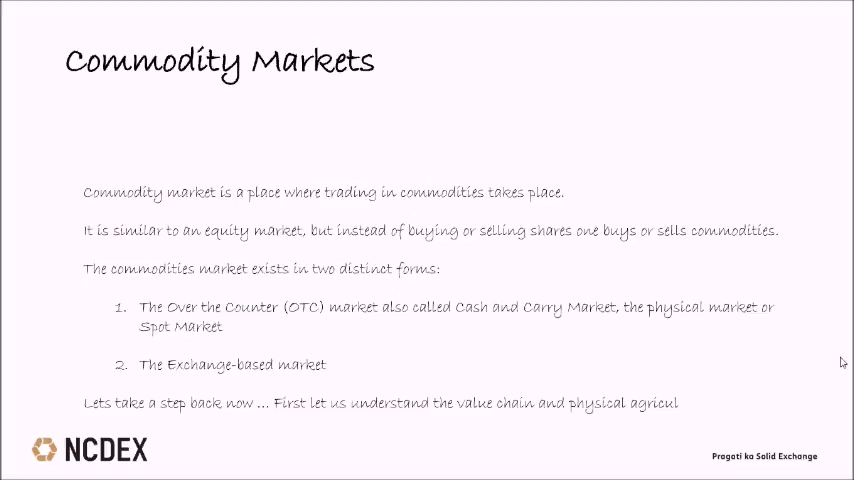 Commodity Markets
Commodity market is a place where trading in commodities takes place.
It is similar to an equity market, but instead of buying or selling shares one buys or sells commodities.
The commodities market exists in two distinct forms:
1. The Over the Counter (OTC) market also called Cash and Carry Market, the physical market or
Spot Market
2. The Exchange-based market
Lets take a step back now ... First let us understand the value chain and physical agricul
NCDEX
Pragati ka Solid Exchange